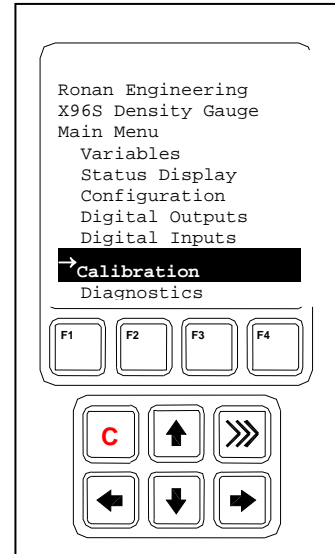 Ronan Engineering
X96S Density Gauge
Main Menu
Variables
Status Display
Configuration
Digital Outputs
Digital Inputs
→Calibration
Diagnostics
F1 F2 F3 F4
C